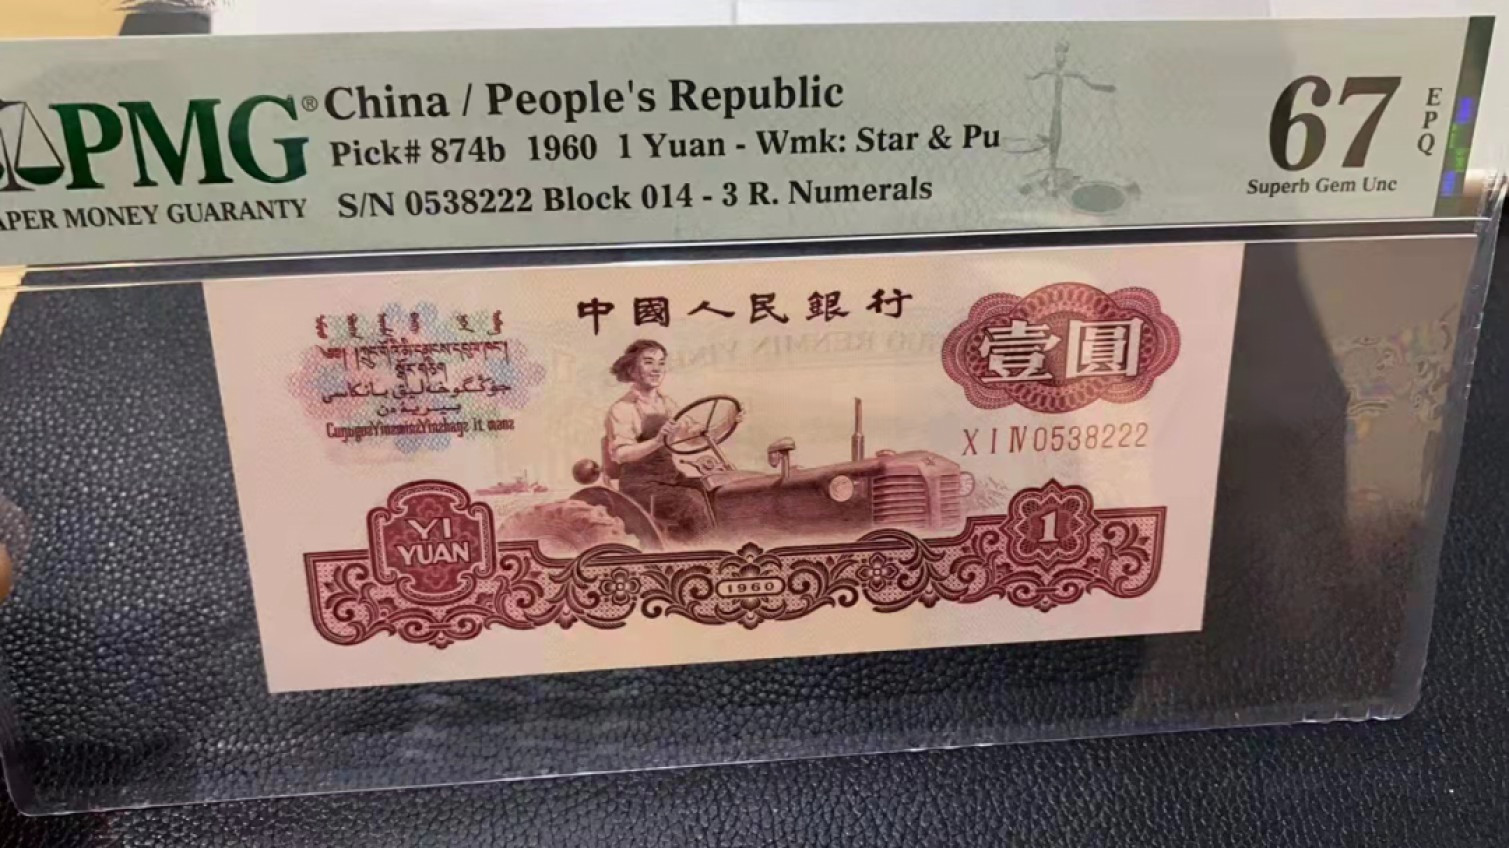 PMG® China / People's Republic
Pick# 874b 1960 1 Yuan - Wmk: Star & Pu
S/N 0538222 Block 014 - 3 R. Numerals
PAPER MONEY GUARANTY
67 EPQ
Superb Gem Unc
中國人民銀行
壹圓
XIⅣ0538222
YI
YUAN
1
1960